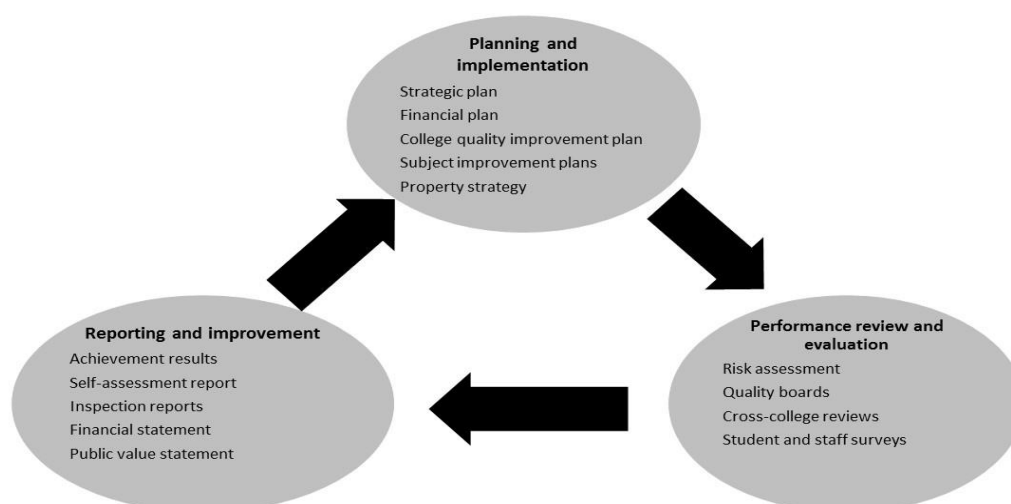 Planning and
implementation
Strategic plan
Financial plan
College quality improvement plan
Subject improvement plans
Property strategy
Performance review and
evaluation
Risk assessment
Quality boards
Cross-college reviews
Student and staff surveys
Reporting and improvement
Achievement results
Self-assessment report
Inspection reports
Financial statement
Public value statement